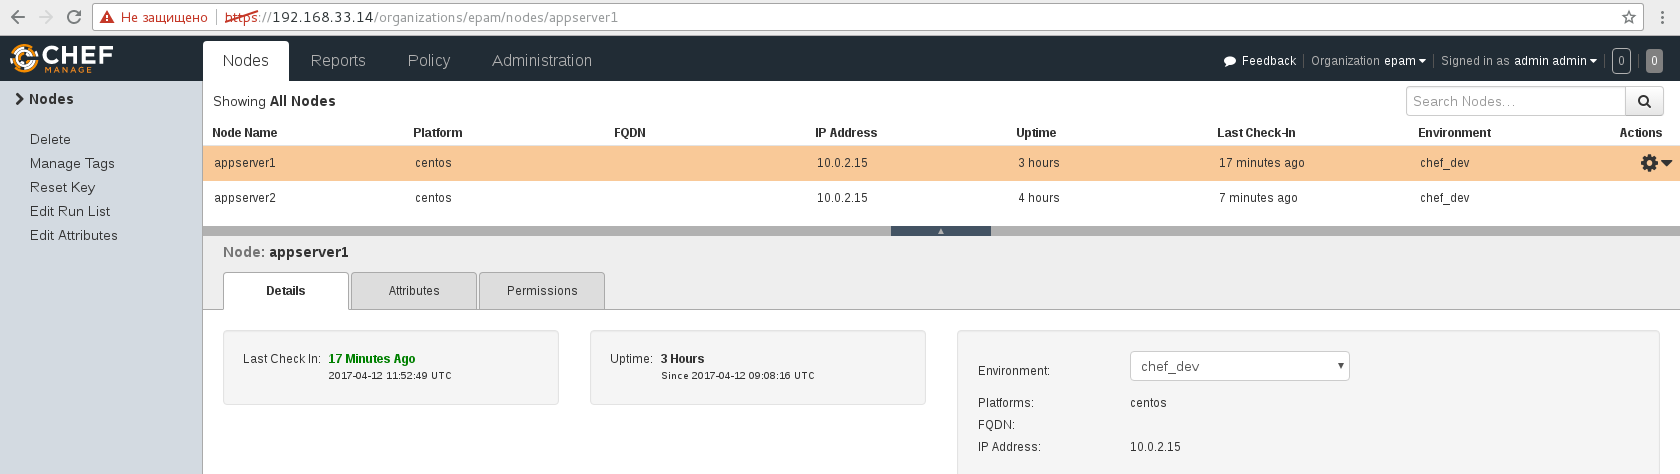 Не защищено https://192.168.33.14/organizations/epam/nodes/appserver1
CHEF MANAGE
Nodes Reports Policy Administration
Feedback Organization epam Signed in as admin admin 0 0
Nodes
Delete
Manage Tags
Reset Key
Edit Run List
Edit Attributes
Showing All Nodes
Search Nodes...
Node Name Platform FQDN IP Address Uptime Last Check-In Environment Actions
appserver1 centos 10.0.2.15 3 hours 17 minutes ago chef_dev
appserver2 centos 10.0.2.15 4 hours 7 minutes ago chef_dev
Node: appserver1
Details Attributes Permissions
Last Check In: 17 Minutes Ago
2017-04-12 11:52:49 UTC
Uptime: 3 Hours
Since 2017-04-12 09:08:16 UTC
Environment: chef_dev
Platforms: centos
FQDN:
IP Address: 10.0.2.15